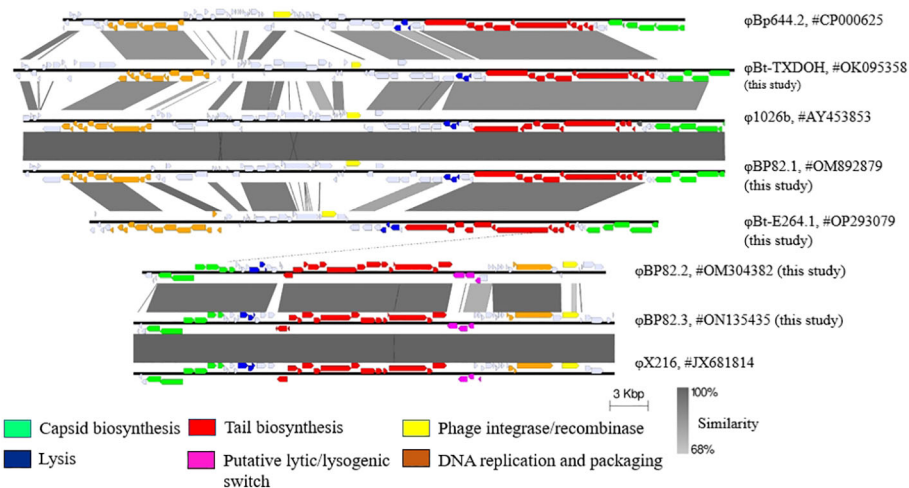 φBp644.2, #CP000625
φBt-TXDOH, #OK095358
(this study)
φ1026b, #AY453853
φBP82.1, #OM892879
(this study)
φBt-E264.1, #OP293079
(this study)
φBP82.2, #OM304382 (this study)
φBP82.3, #ON135435 (this study)
φX216, #JX681814
3 Kbp
100%
Similarity
68%
Capsid biosynthesis
Tail biosynthesis
Phage integrase/recombinase
Lysis
Putative lytic/lysogenic
switch
DNA replication and packaging